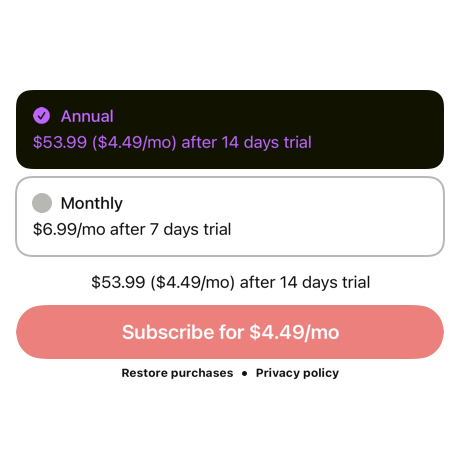 Annual
$53.99 ($4.49/mo) after 14 days trial
Monthly
$6.99/mo after 7 days trial
$53.99 ($4.49/mo) after 14 days trial
Subscribe for $4.49/mo
Restore purchases • Privacy policy